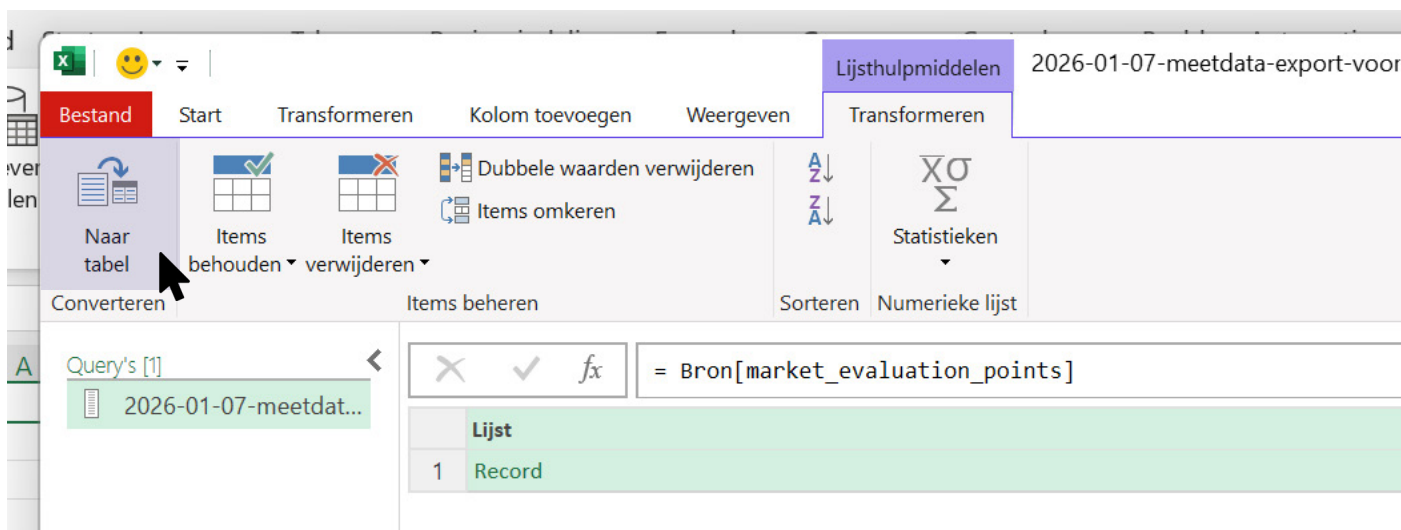 Lijsthulpmiddelen 2026-01-07-meetdata-export-voor
Bestand Start Transformeren Kolom toevoegen Weergeven Transformeren
Naar tabel
Items behouden
Items verwijderen
Dubbele waarden verwijderen
Items omkeren
A Z
Z A
X̅σ Σ
Statistieken
Converteren Items beheren Sorteren Numerieke lijst
A
Query's [1]
fx = Bron[market_evaluation_points]
2026-01-07-meetdat...
Lijst
1 Record